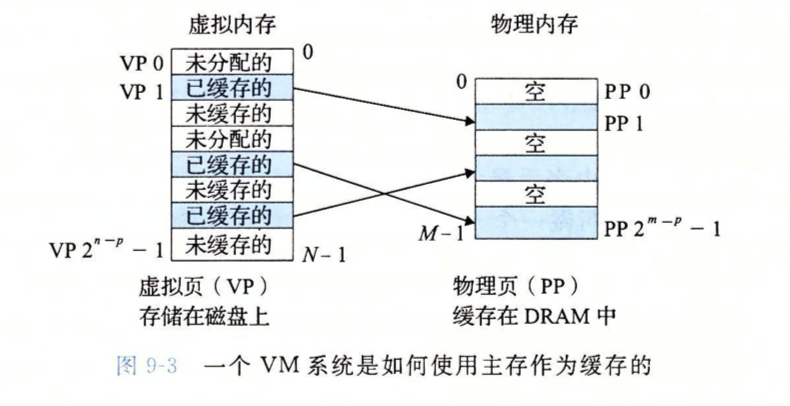 虚拟内存
物理内存
VP 0 未分配的 0
VP 1 已缓存的
未缓存的
未分配的
已缓存的
未缓存的
已缓存的
VP 2^{n-p} - 1 未缓存的 N-1
0 空 PP 0
PP 1
空
空
M-1 PP 2^{m-p} - 1
虚拟页（VP）
存储在磁盘上
物理页（PP）
缓存在 DRAM 中
图 9-3 一个 VM 系统是如何使用主存作为缓存的